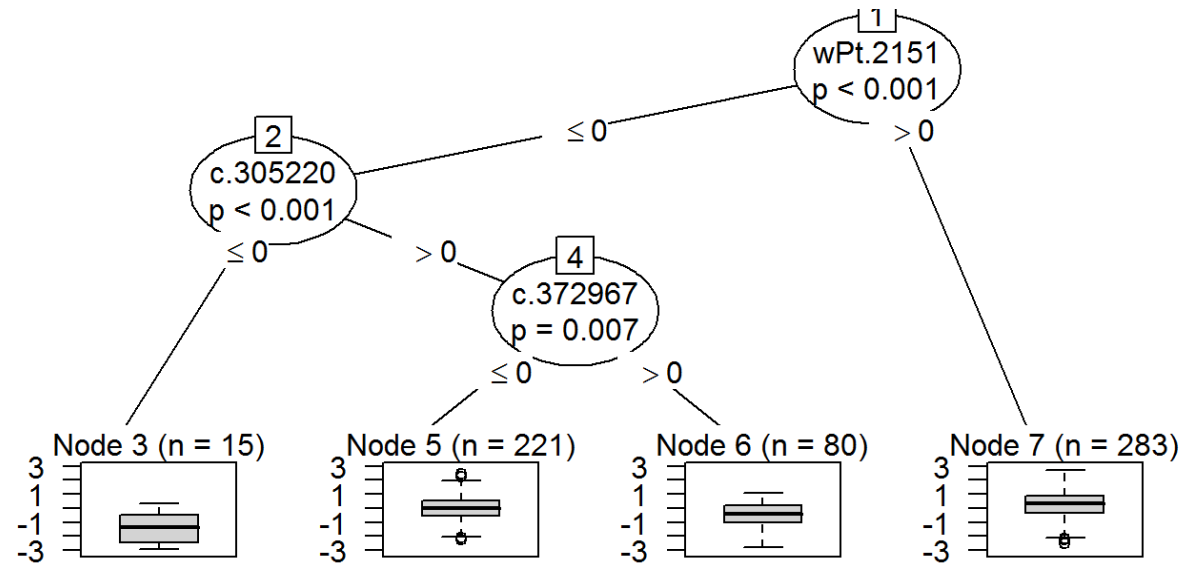 1
wPt.2151
p < 0.001
≤ 0
> 0
2
c.305220
p < 0.001
≤ 0
> 0
4
c.372967
p = 0.007
≤ 0
> 0
Node 3 (n = 15)
3
1
-1
-3
Node 5 (n = 221)
3
1
-1
-3
Node 6 (n = 80)
3
1
-1
-3
Node 7 (n = 283)
3
1
-1
-3